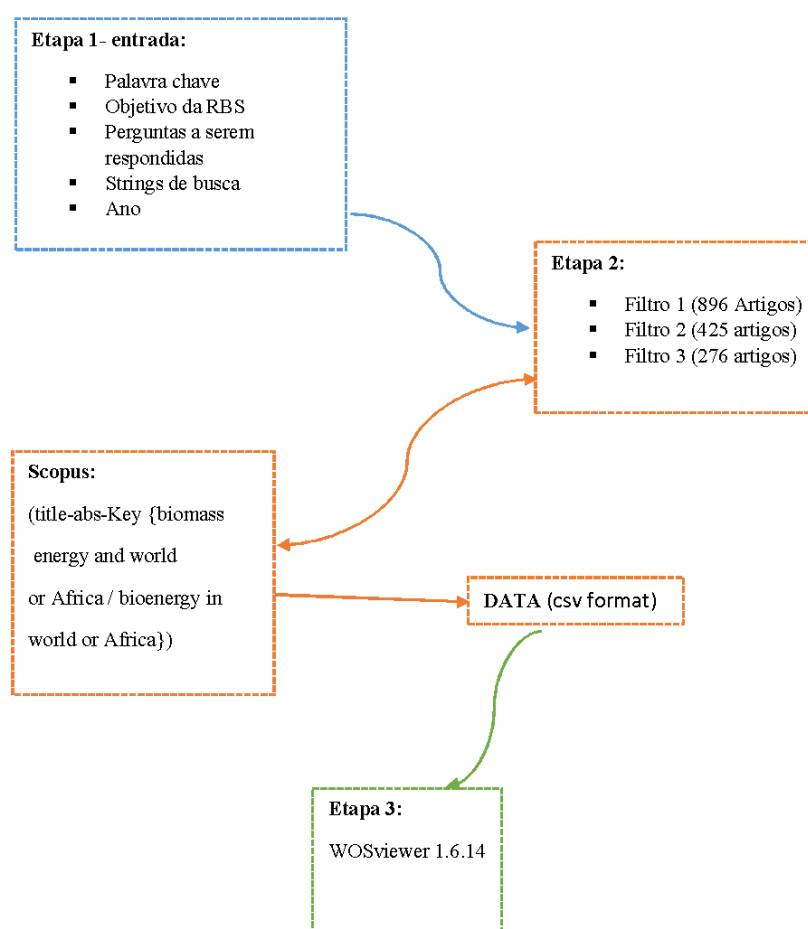 Etapa 1- entrada:
▪ Palavra chave
▪ Objetivo da RBS
▪ Perguntas a serem
respondidas
▪ Strings de busca
▪ Ano
Etapa 2:
▪ Filtro 1 (896 Artigos)
▪ Filtro 2 (425 artigos)
▪ Filtro 3 (276 artigos)
Scopus:
(title-abs-Key {biomass
energy and world
or Africa / bioenergy in
world or Africa})
DATA (csv format)
Etapa 3:
WOSviewer 1.6.14